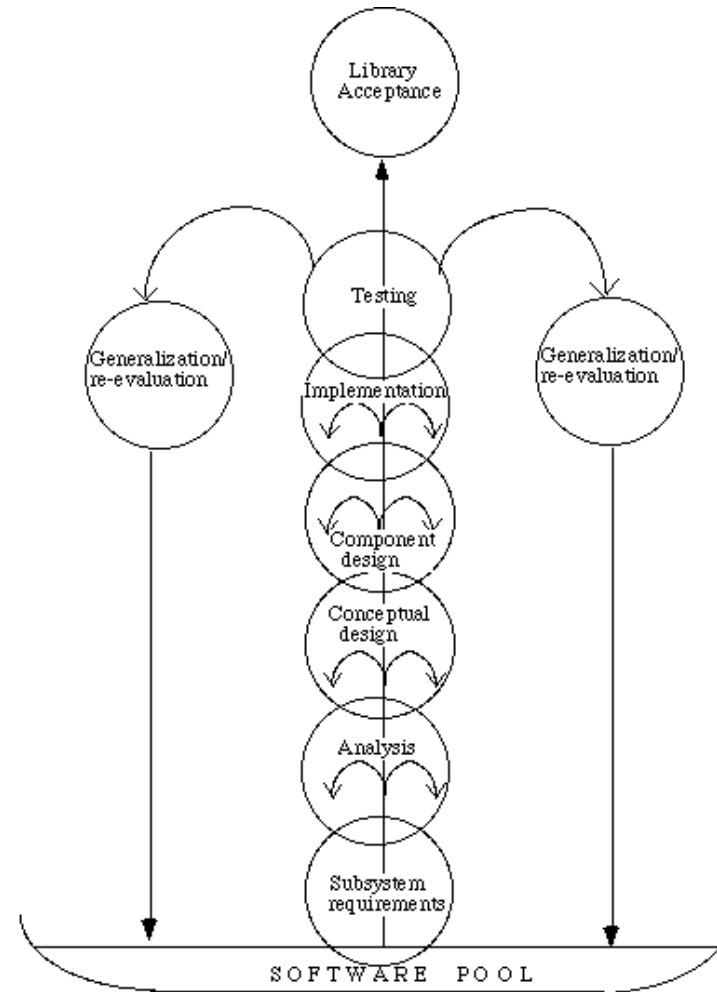 Library
Acceptance
Testing
Generalization/
re-evaluation
Generalization/
re-evaluation
Implementation
Component
design
Conceptual
design
Analysis
Subsystem
requirements
SOFTWARE POOL